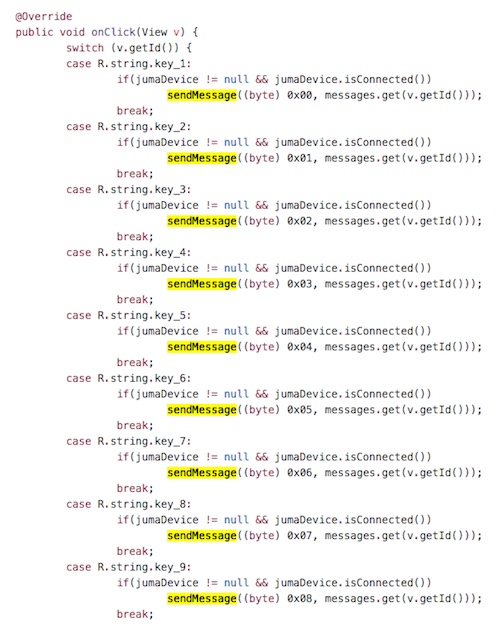 @Override
public void onClick(View v) {
switch (v.getId()) {
case R.string.key_1:
if(jumaDevice != null && jumaDevice.isConnected())
sendMessage((byte) 0x00, messages.get(v.getId()));
break;
case R.string.key_2:
if(jumaDevice != null && jumaDevice.isConnected())
sendMessage((byte) 0x01, messages.get(v.getId()));
break;
case R.string.key_3:
if(jumaDevice != null && jumaDevice.isConnected())
sendMessage((byte) 0x02, messages.get(v.getId()));
break;
case R.string.key_4:
if(jumaDevice != null && jumaDevice.isConnected())
sendMessage((byte) 0x03, messages.get(v.getId()));
break;
case R.string.key_5:
if(jumaDevice != null && jumaDevice.isConnected())
sendMessage((byte) 0x04, messages.get(v.getId()));
break;
case R.string.key_6:
if(jumaDevice != null && jumaDevice.isConnected())
sendMessage((byte) 0x05, messages.get(v.getId()));
break;
case R.string.key_7:
if(jumaDevice != null && jumaDevice.isConnected())
sendMessage((byte) 0x06, messages.get(v.getId()));
break;
case R.string.key_8:
if(jumaDevice != null && jumaDevice.isConnected())
sendMessage((byte) 0x07, messages.get(v.getId()));
break;
case R.string.key_9:
if(jumaDevice != null && jumaDevice.isConnected())
sendMessage((byte) 0x08, messages.get(v.getId()));
break;